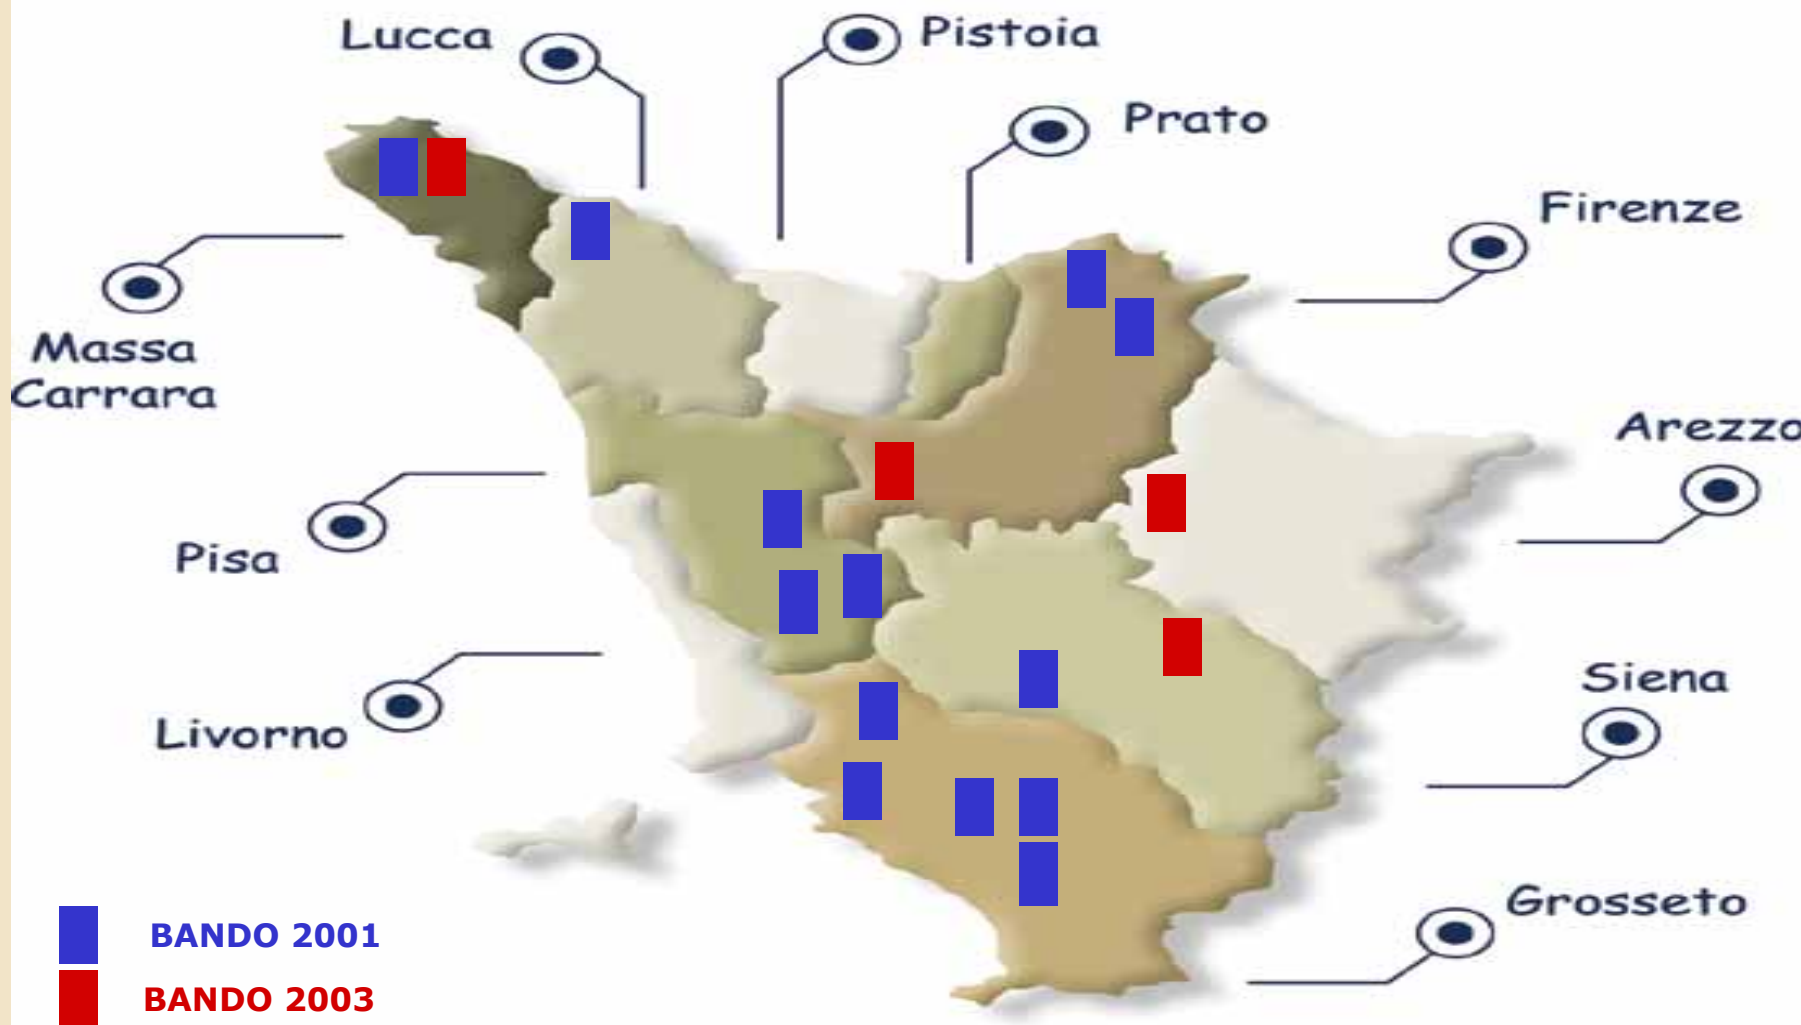 Lucca
Pistoia
Prato
Firenze
Massa
Carrara
Arezzo
Pisa
Siena
Livorno
Grosseto
BANDO 2001
BANDO 2003